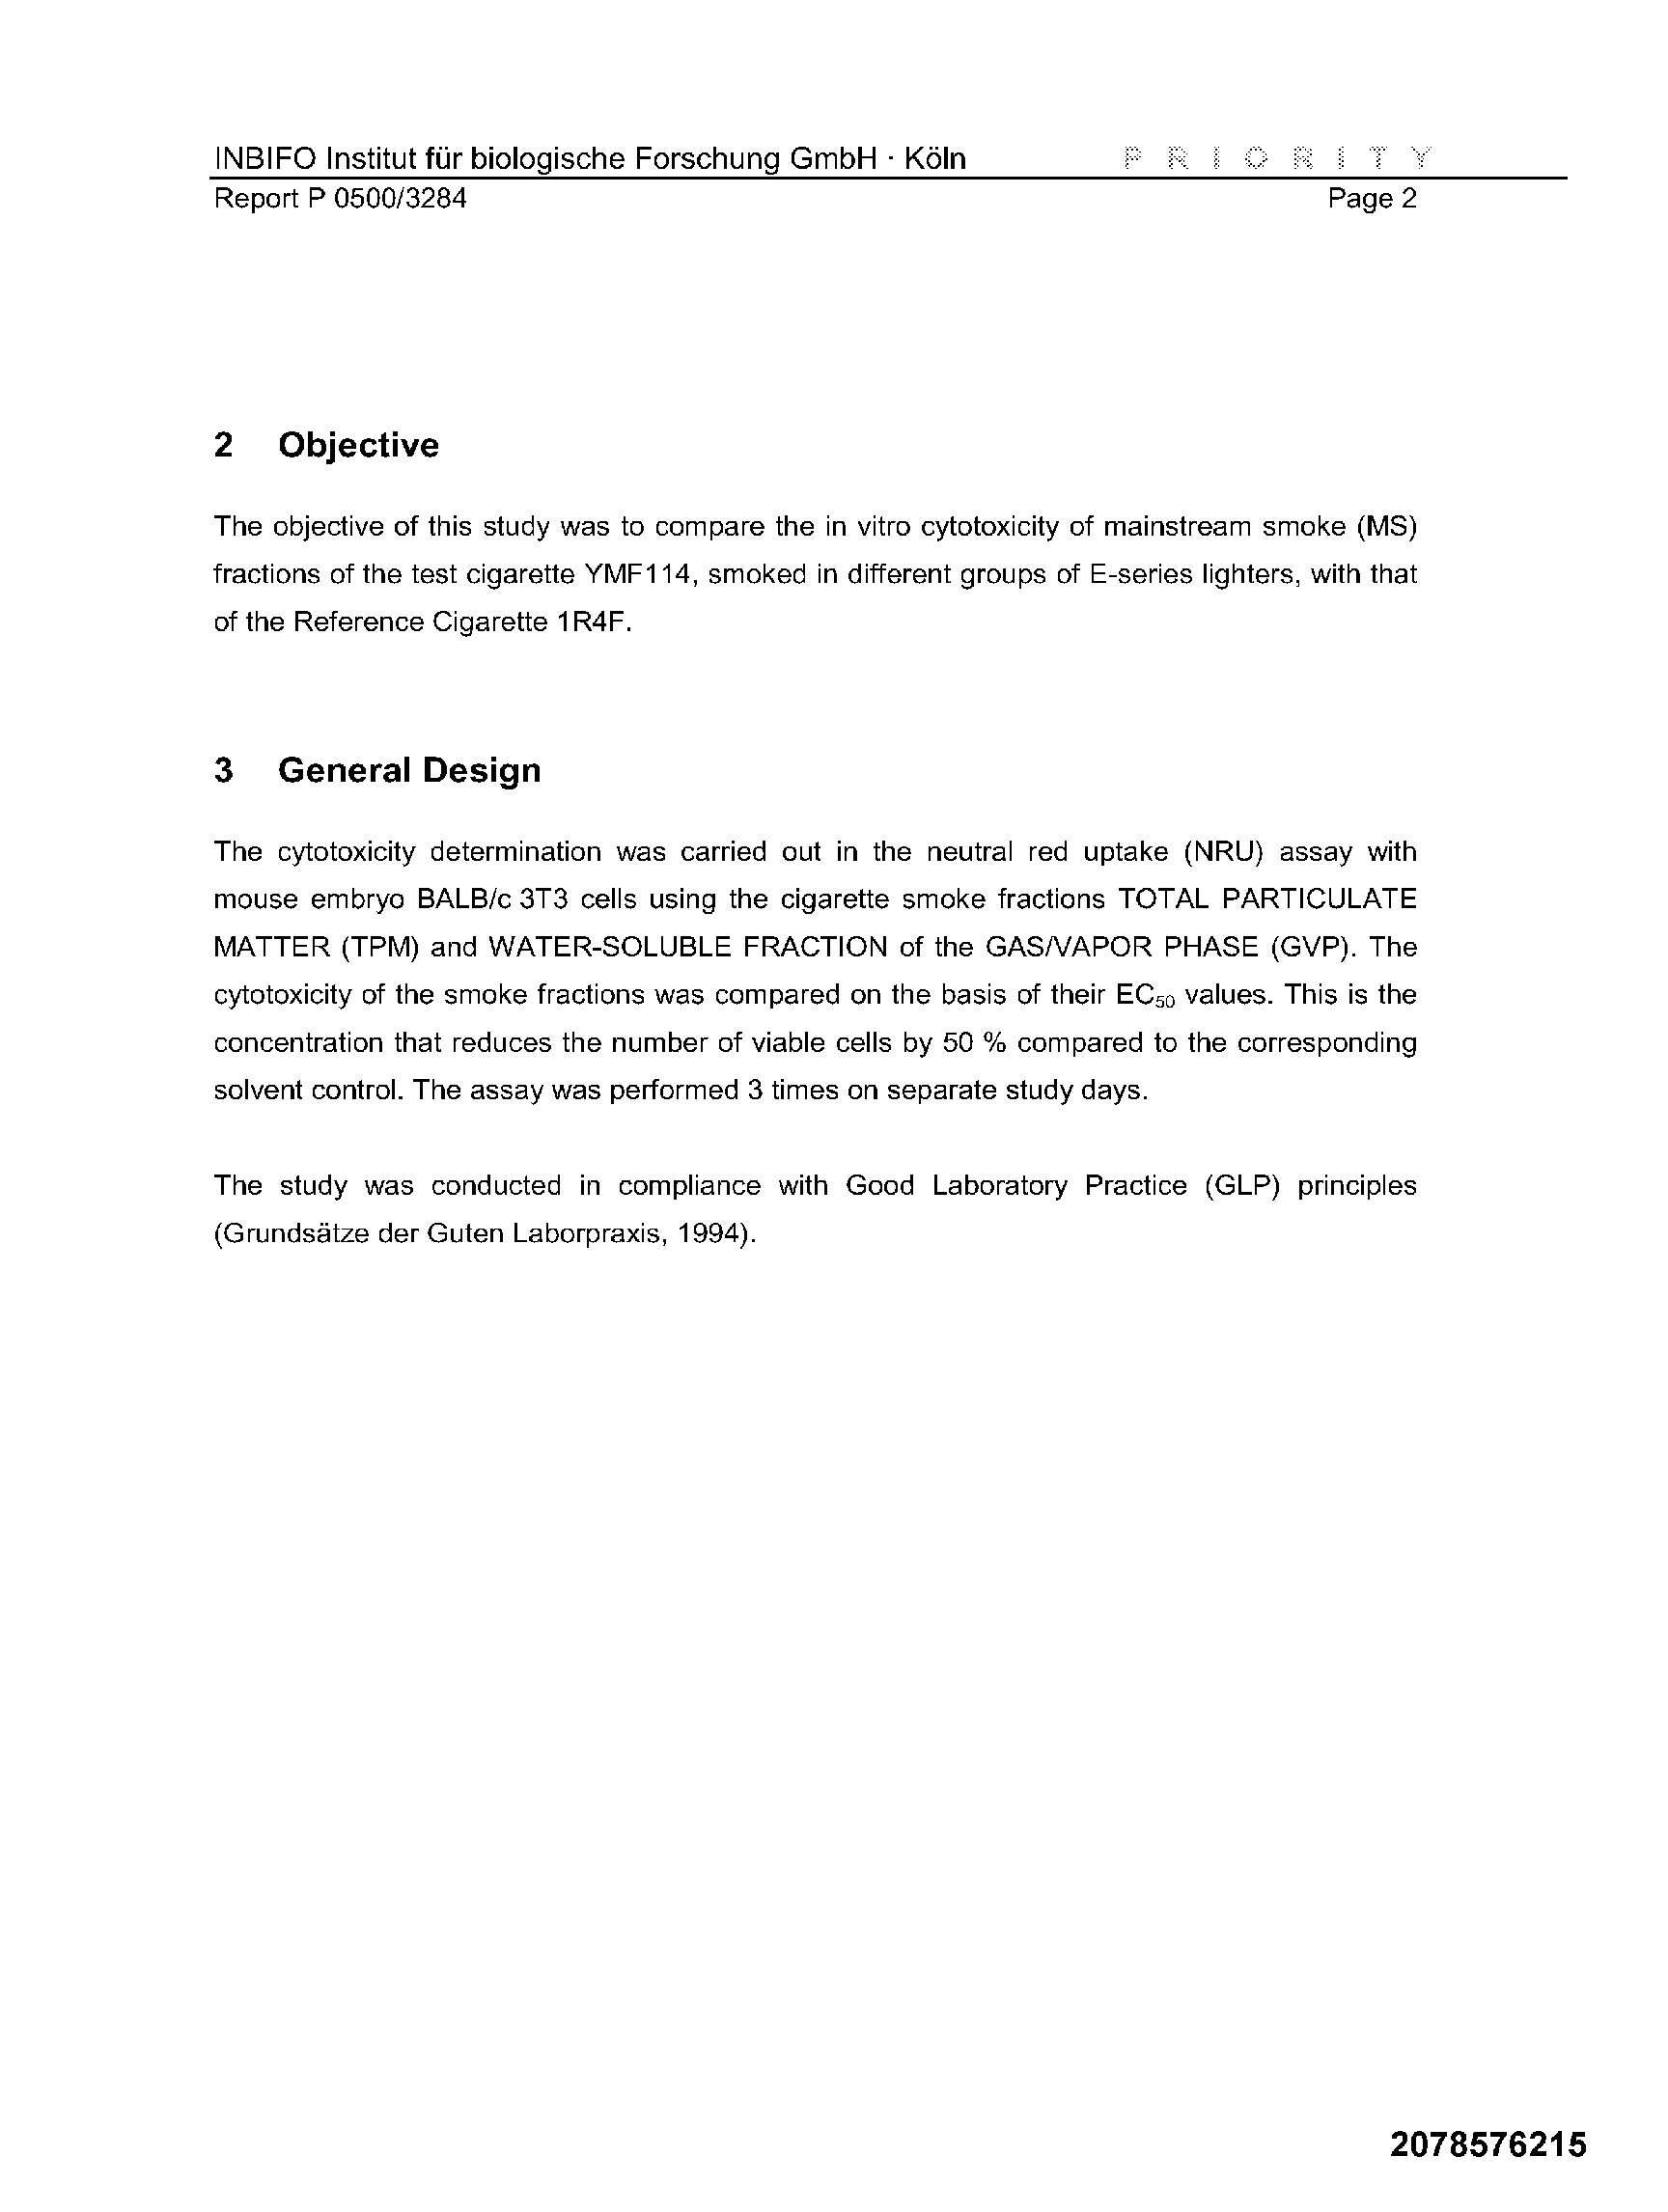 INBIFO Institut für biologische Forschung GmbH · Köln P R I O R I T Y
Report P 0500/3284 Page 2
2 Objective
The objective of this study was to compare the in vitro cytotoxicity of mainstream smoke (MS)
fractions of the test cigarette YMF114, smoked in different groups of E-series lighters, with that
of the Reference Cigarette 1R4F.
3 General Design
The cytotoxicity determination was carried out in the neutral red uptake (NRU) assay with
mouse embryo BALB/c 3T3 cells using the cigarette smoke fractions TOTAL PARTICULATE
MATTER (TPM) and WATER-SOLUBLE FRACTION of the GAS/VAPOR PHASE (GVP). The
cytotoxicity of the smoke fractions was compared on the basis of their EC₅₀ values. This is the
concentration that reduces the number of viable cells by 50 % compared to the corresponding
solvent control. The assay was performed 3 times on separate study days.
The study was conducted in compliance with Good Laboratory Practice (GLP) principles
(Grundsätze der Guten Laborpraxis, 1994).
2078576215